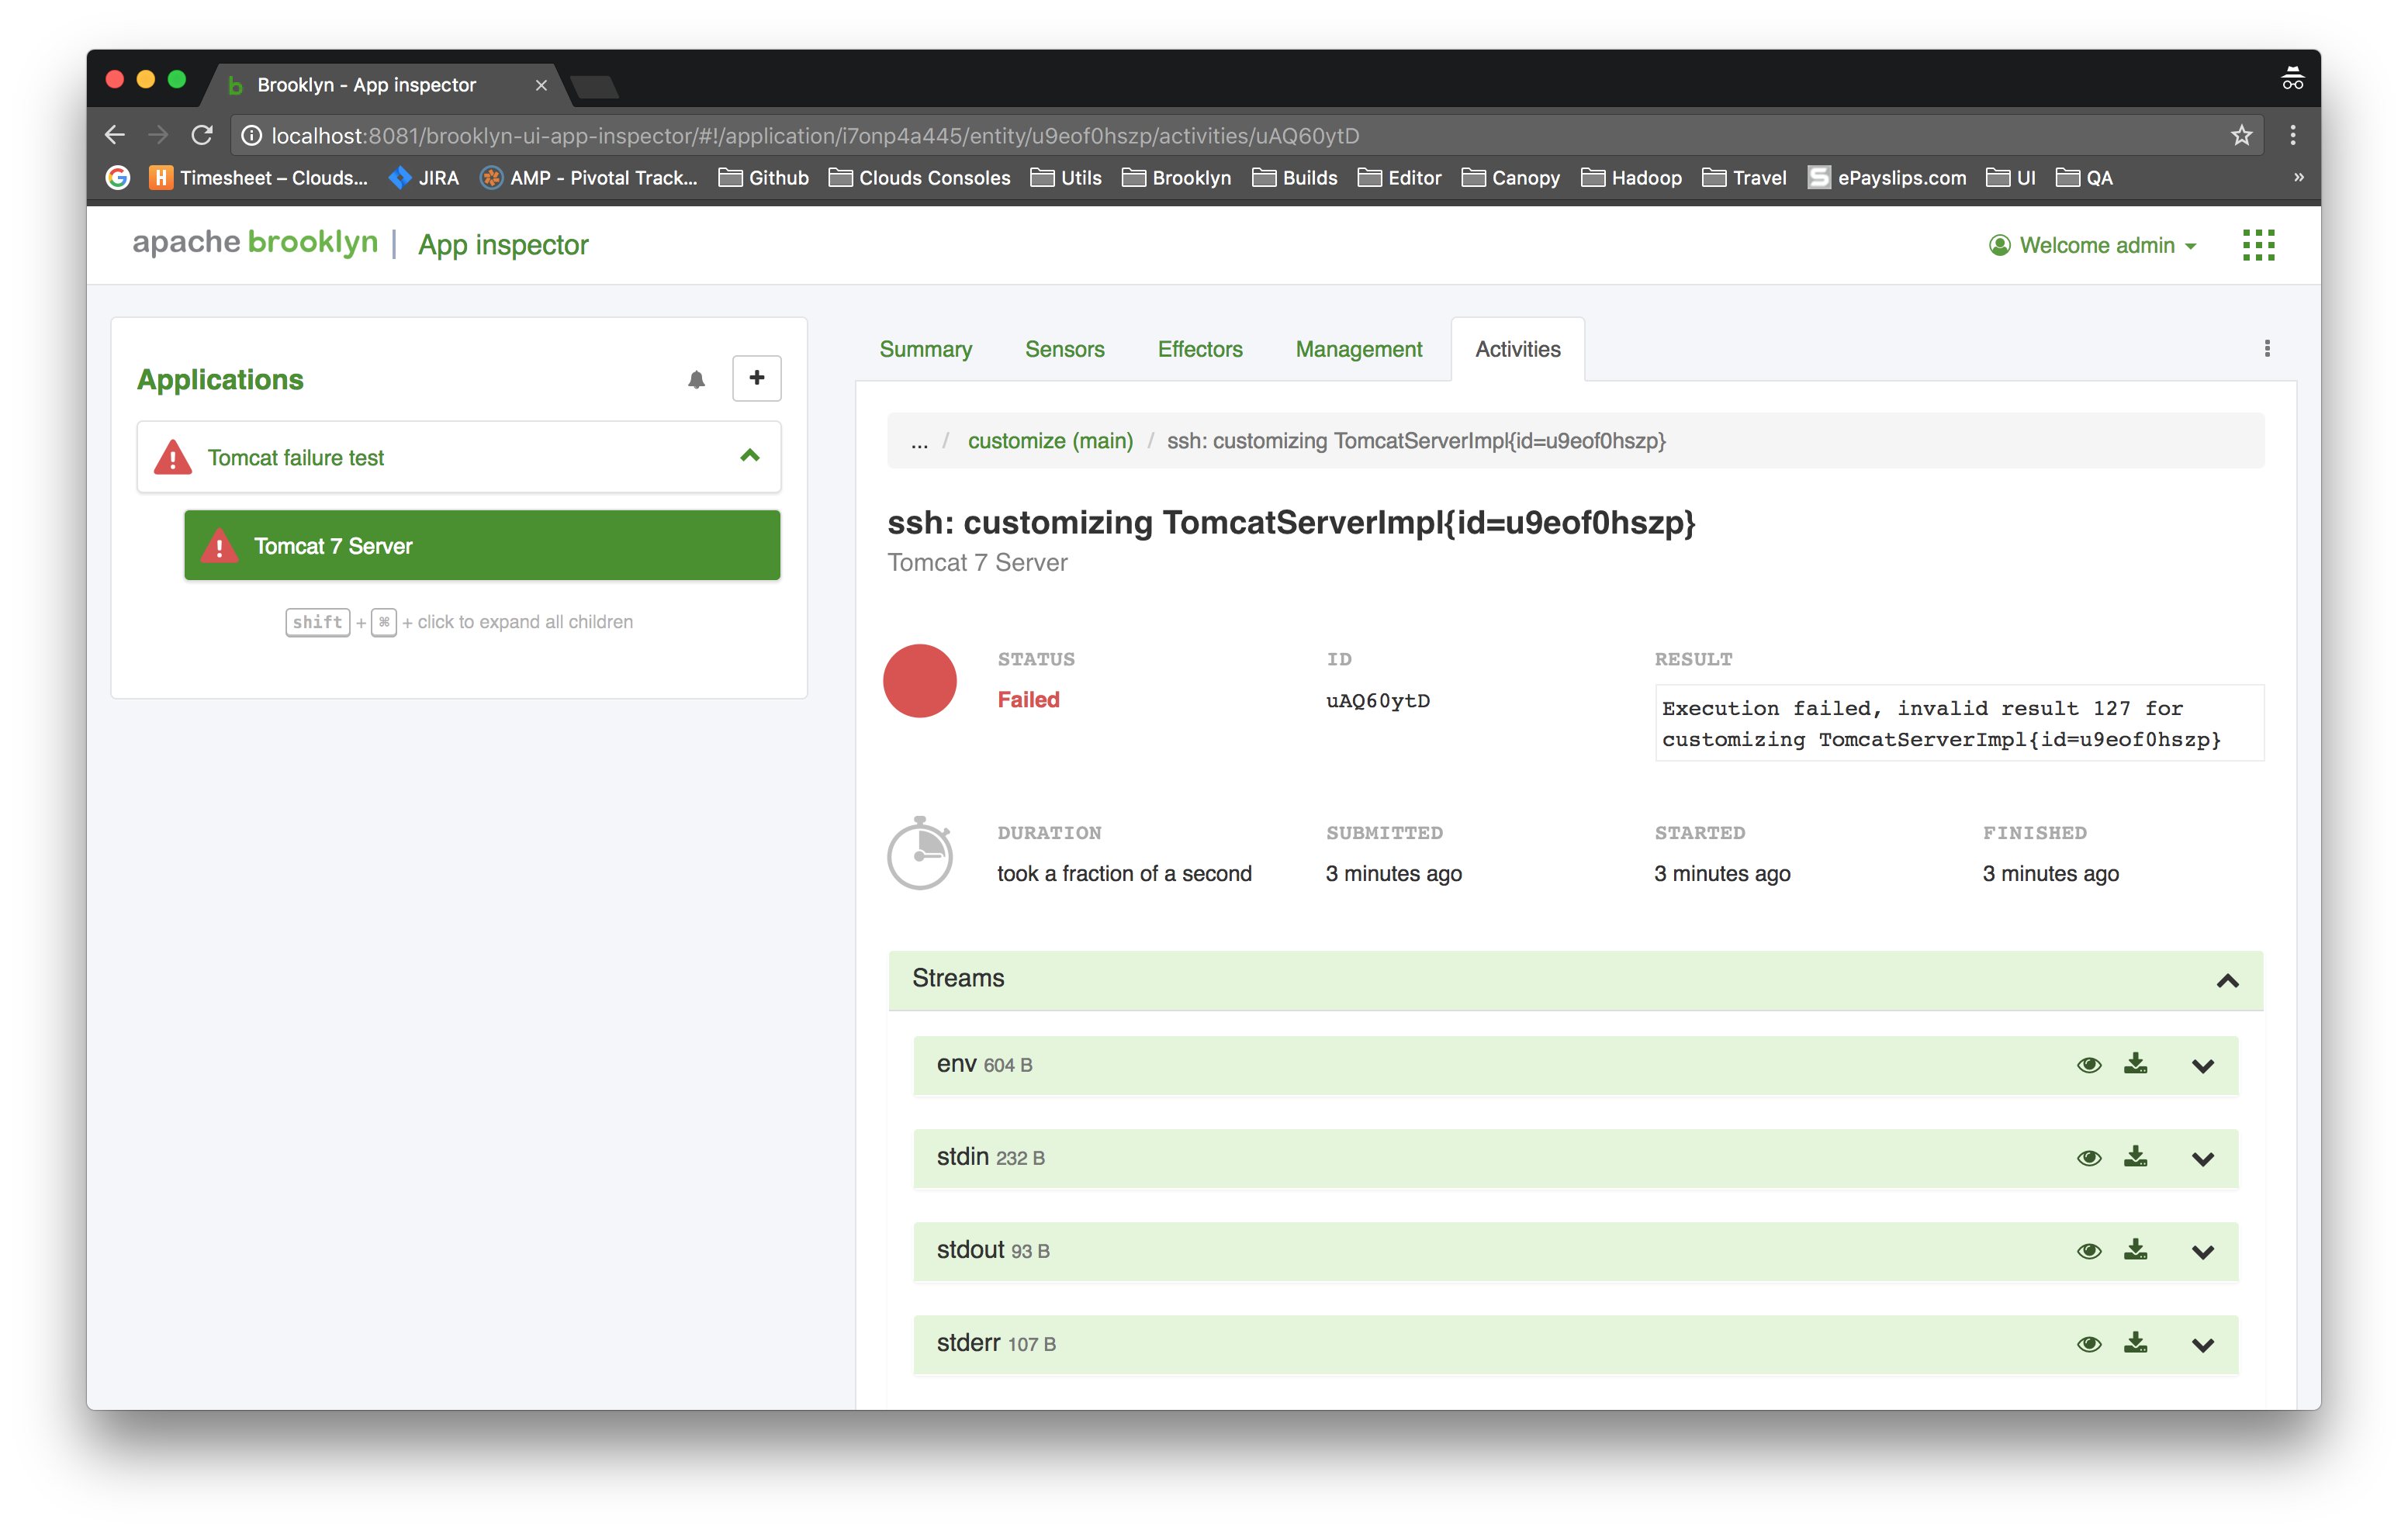 Brooklyn - App inspector
localhost:8081/brooklyn-ui-app-inspector/#!/application/i7onp4a445/entity/u9eof0hszp/activities/uAQ60ytD
Timesheet – Clouds... JIRA AMP - Pivotal Track... Github Clouds Consoles Utils Brooklyn Builds Editor Canopy Hadoop Travel ePayslips.com UI QA »
apache brooklyn | App inspector
Welcome admin
Applications
Tomcat failure test
Tomcat 7 Server
shift + ⌘ + click to expand all children
Summary Sensors Effectors Management Activities
... / customize (main) / ssh: customizing TomcatServerImpl{id=u9eof0hszp}
ssh: customizing TomcatServerImpl{id=u9eof0hszp}
Tomcat 7 Server
STATUS ID RESULT
Failed uAQ60ytD
Execution failed, invalid result 127 for
customizing TomcatServerImpl{id=u9eof0hszp}
DURATION SUBMITTED STARTED FINISHED
took a fraction of a second 3 minutes ago 3 minutes ago 3 minutes ago
Streams
env 604 B
stdin 232 B
stdout 93 B
stderr 107 B